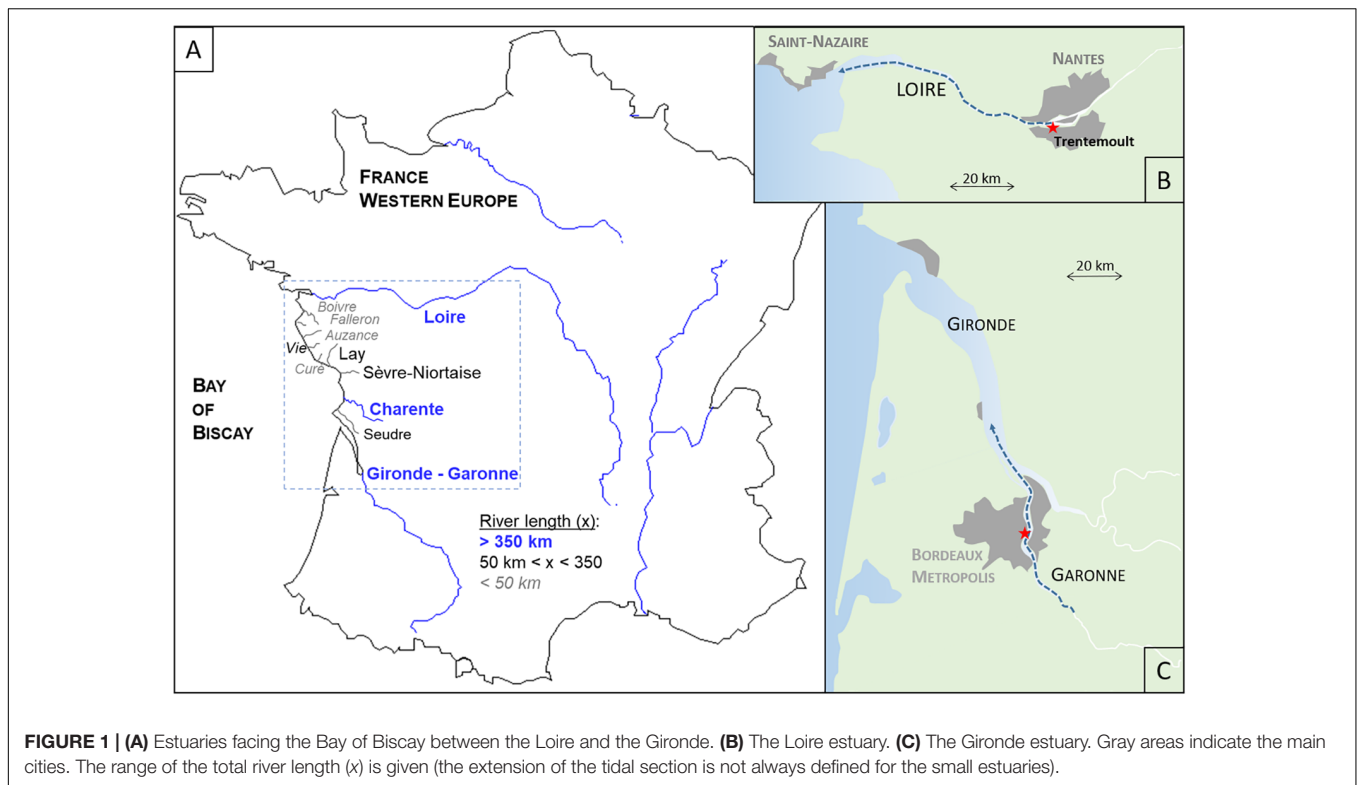 A
FRANCE
WESTERN EUROPE
BAY
OF
BISCAY
Boivre
Falleron
Auzance
Vie
Lay
Cure
Sèvre-Niortaise
Loire
Charente
Seudre
Gironde - Garonne
River length (x):
> 350 km
50 km < x < 350
< 50 km
SAINT-NAZAIRE
NANTES
LOIRE
Trentemoult
20 km
B
20 km
GIRONDE
BORDEAUX
METROPOLIS
GARONNE
C
FIGURE 1 | (A) Estuaries facing the Bay of Biscay between the Loire and the Gironde. (B) The Loire estuary. (C) The Gironde estuary. Gray areas indicate the main
cities. The range of the total river length (x) is given (the extension of the tidal section is not always defined for the small estuaries).